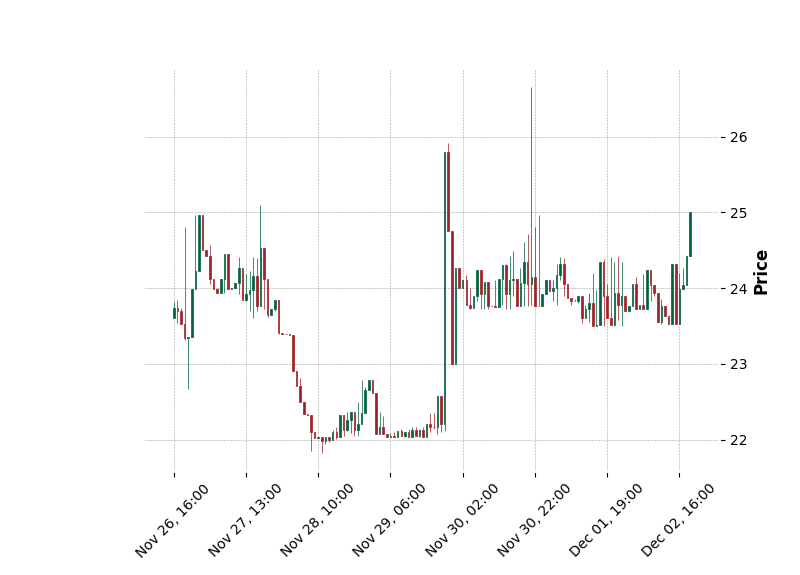 26
25
24
23
22
Price
Nov 26, 16:00
Nov 27, 13:00
Nov 28, 10:00
Nov 29, 06:00
Nov 30, 02:00
Nov 30, 22:00
Dec 01, 19:00
Dec 02, 16:00